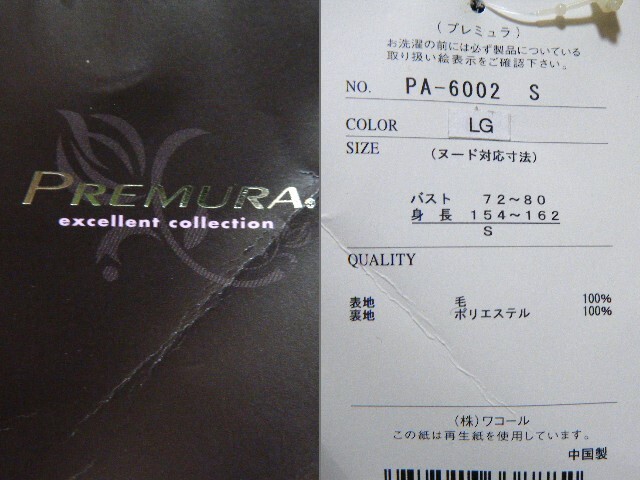 PREMURA.
excellent collection
(プレミュラ)
お洗濯の前には必ず製品についている
取り扱い絵表示をご確認下さい。
NO. PA-6002 S
COLOR LG
SIZE (ヌード対応寸法)
バスト 72~80
身長 154~162
S
QUALITY
表地 毛 100%
裏地 ポリエステル 100%
(株)ワコール
この紙は再生紙を使用しています。
中国製